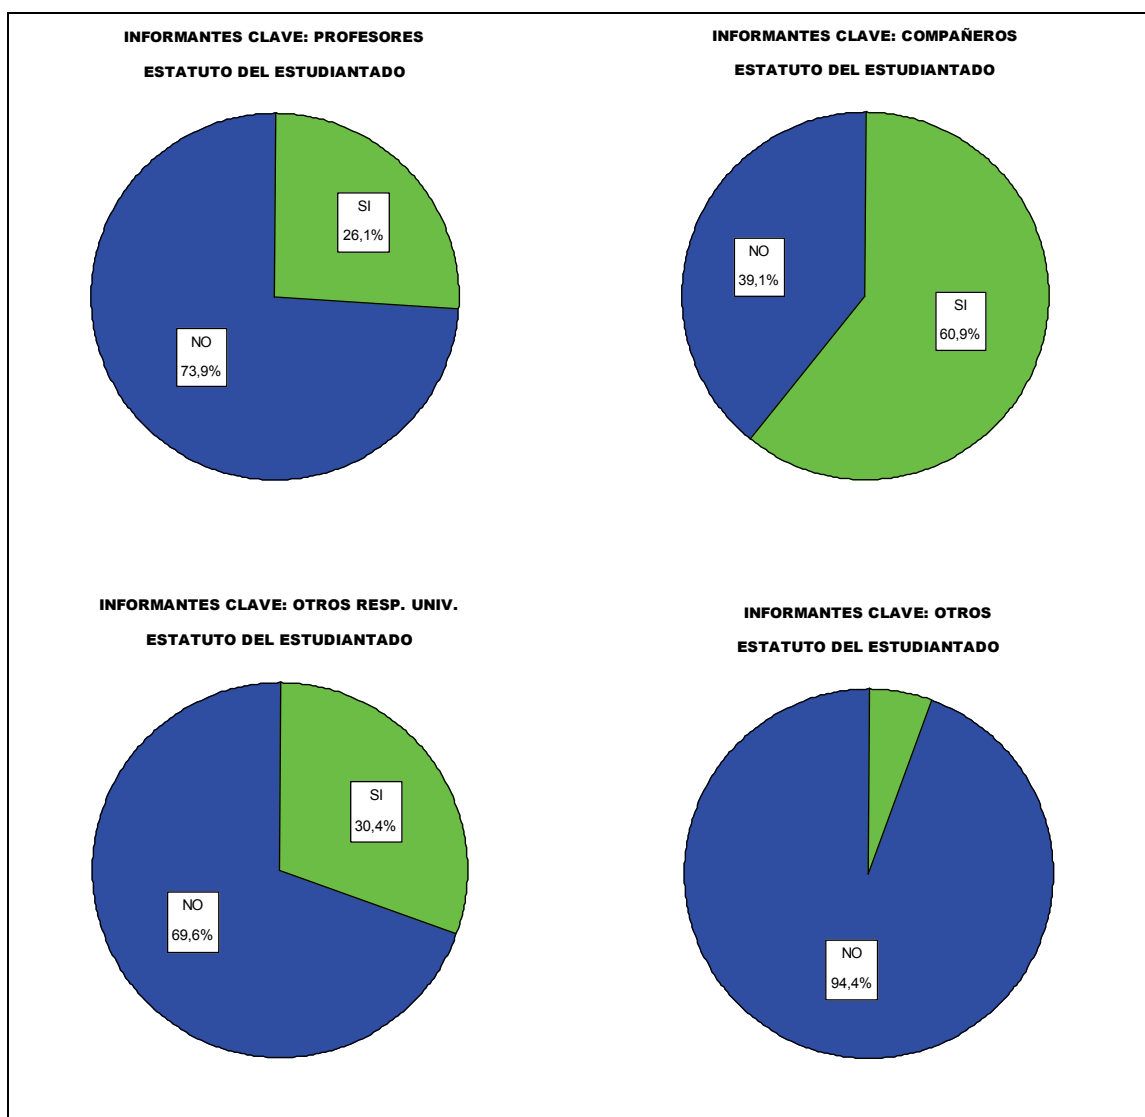 INFORMANTES CLAVE: PROFESORES
ESTATUTO DEL ESTUDIANTADO
SI
26,1%
NO
73,9%
INFORMANTES CLAVE: COMPAÑEROS
ESTATUTO DEL ESTUDIANTADO
NO
39,1%
SI
60,9%
INFORMANTES CLAVE: OTROS RESP. UNIV.
ESTATUTO DEL ESTUDIANTADO
SI
30,4%
NO
69,6%
INFORMANTES CLAVE: OTROS
ESTATUTO DEL ESTUDIANTADO
NO
94,4%